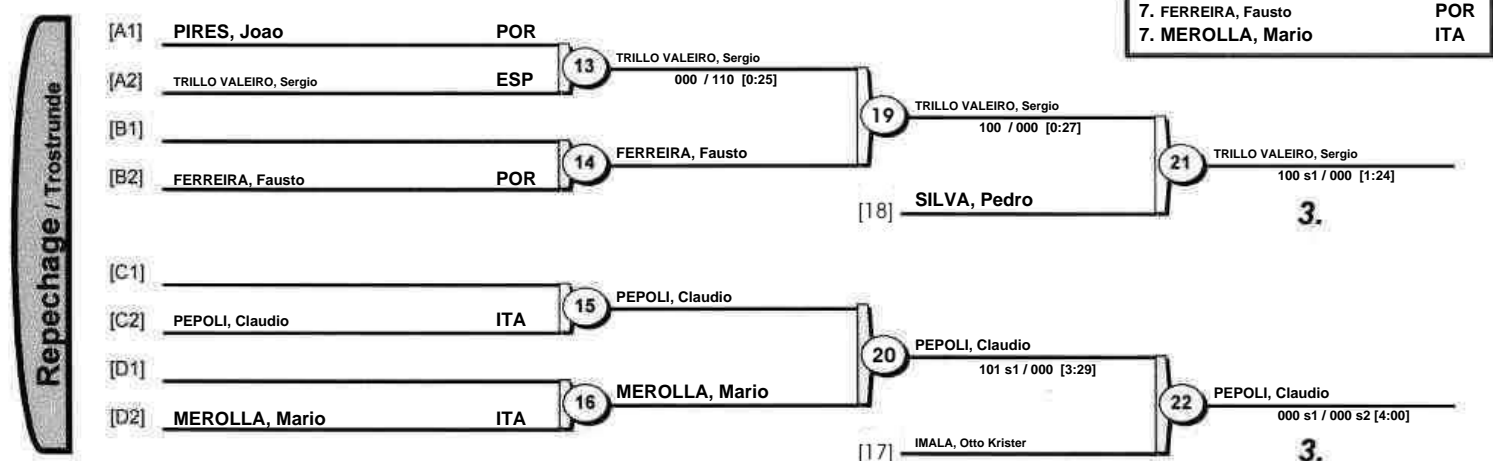 7. FERREIRA, Fausto POR
7. MEROLLA, Mario ITA
Repechage / Trostrunde
[A1] PIRES, Joao POR
[A2] TRILLO VALEIRO, Sergio ESP
13
TRILLO VALEIRO, Sergio
000 / 110 [0:25]
[B1]
[B2] FERREIRA, Fausto POR
14
FERREIRA, Fausto
19
TRILLO VALEIRO, Sergio
100 / 000 [0:27]
[18] SILVA, Pedro
21
TRILLO VALEIRO, Sergio
100 s1 / 000 [1:24]
3.
[C1]
[C2] PEPOLI, Claudio ITA
15
PEPOLI, Claudio
[D1]
[D2] MEROLLA, Mario ITA
16
MEROLLA, Mario
20
PEPOLI, Claudio
101 s1 / 000 [3:29]
[17] IMALA, Otto Krister
22
PEPOLI, Claudio
000 s1 / 000 s2 [4:00]
3.